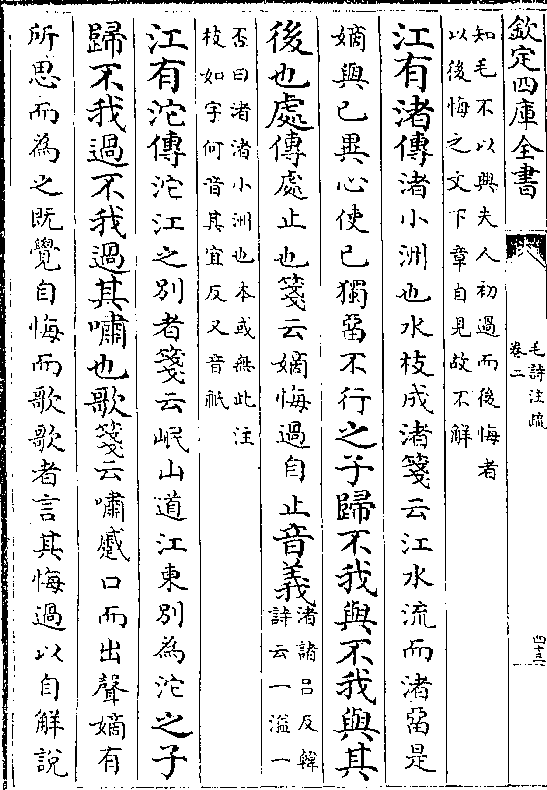 欽定四庫全書
毛詩注疏
卷二
四十三
知毛不以興夫人初過而後悔者
以後悔之文下章自見故不解
江有渚傳渚小洲也水枝成渚箋云江水流而渚畱是
嫡與已異心使已獨畱不行之子歸不我與不我與其
後也處傳處止也箋云嫡悔過自止音義
渚諸吕反韓
詩云一溢一
否曰渚渚小洲也本或無此注
枝如字何音其宜反又音祇
江有沱傳沱江之别者箋云岷山道江東别為沱之子
歸不我過不我過其嘯也歌箋云嘯蹙口而出聲嫡有
所思而為之既覺自悔而歌歌者言其悔過以自解説